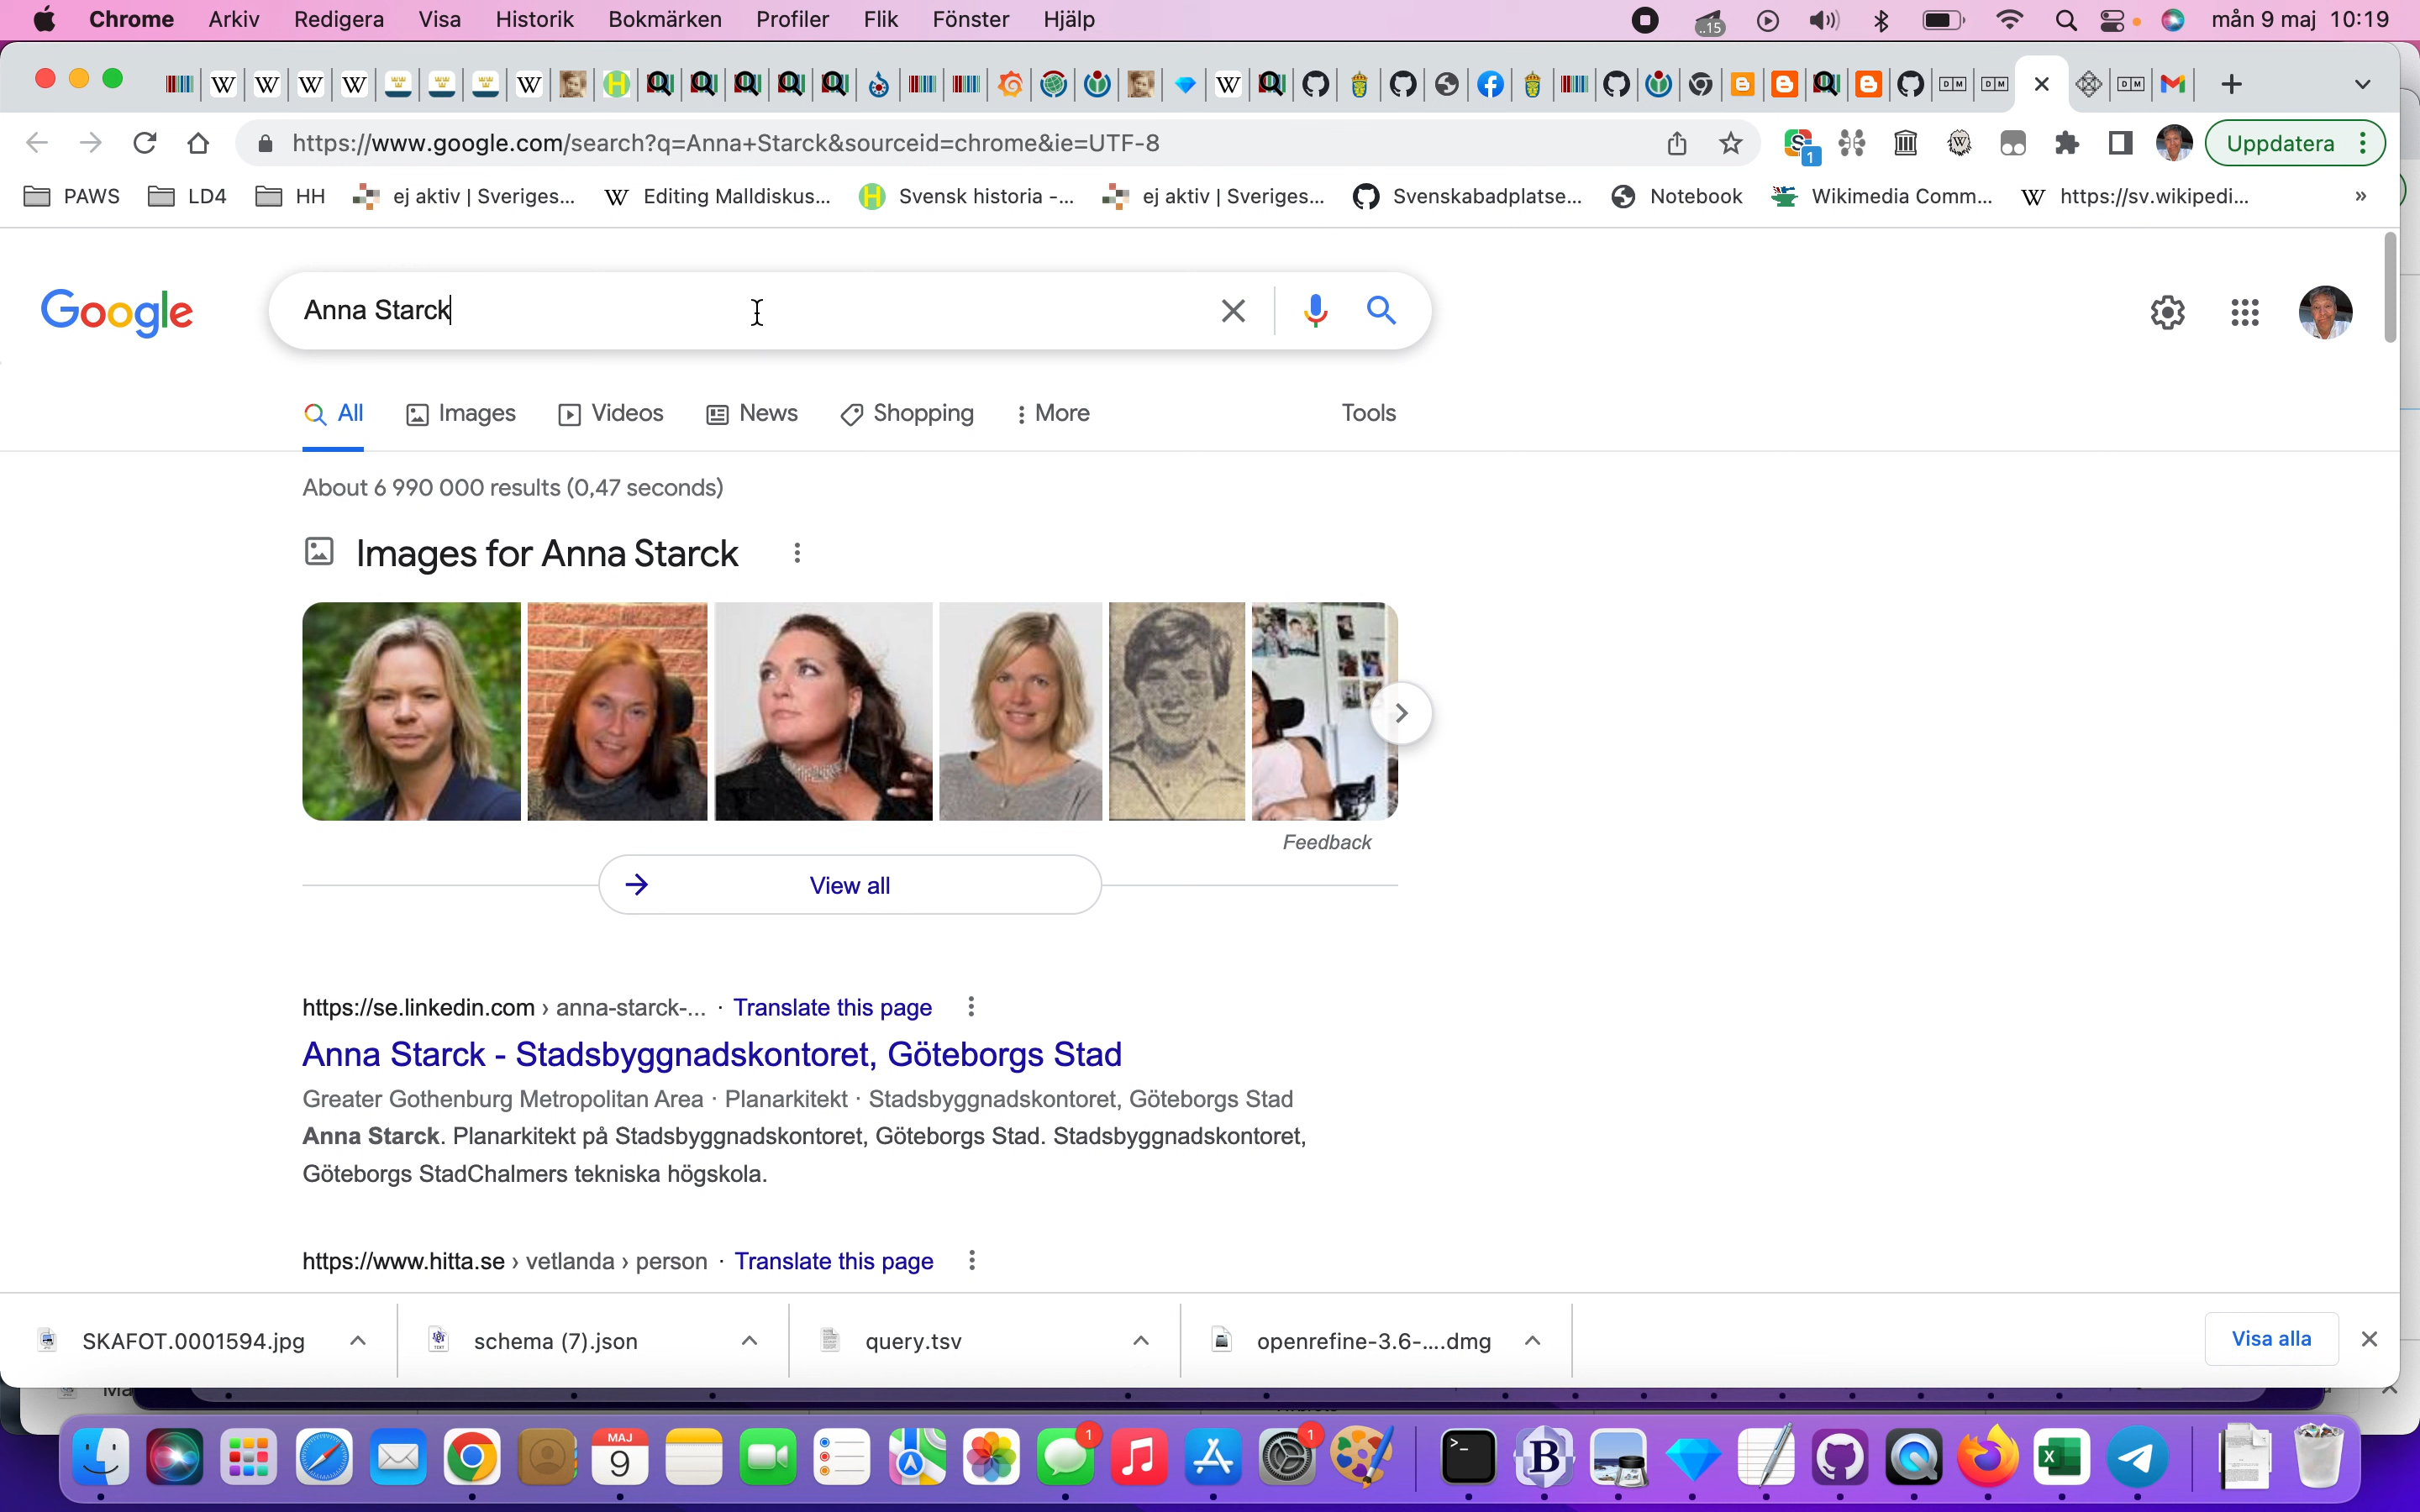 Chrome Arkiv Redigera Visa Historik Bokmärken Profiler Flik Fönster Hjälp ..15 mån 9 maj 10:19
https://www.google.com/search?q=Anna+Starck&sourceid=chrome&ie=UTF-8 1 Uppdatera
PAWS LD4 HH ej aktiv | Sveriges... Editing Malldiskus... Svensk historia -... ej aktiv | Sveriges... Svenskabadplatse... Notebook Wikimedia Comm... https://sv.wikipedi... »
Google Anna Starck
All Images Videos News Shopping More Tools
About 6 990 000 results (0,47 seconds)
Images for Anna Starck
Feedback
View all
https://se.linkedin.com › anna-starck-... · Translate this page
Anna Starck - Stadsbyggnadskontoret, Göteborgs Stad
Greater Gothenburg Metropolitan Area · Planarkitekt · Stadsbyggnadskontoret, Göteborgs Stad
Anna Starck. Planarkitekt på Stadsbyggnadskontoret, Göteborgs Stad. Stadsbyggnadskontoret,
Göteborgs StadChalmers tekniska högskola.
https://www.hitta.se › vetlanda › person · Translate this page
SKAFOT.0001594.jpg schema (7).json query.tsv openrefine-3.6-....dmg Visa alla
MAJ
9
1
1